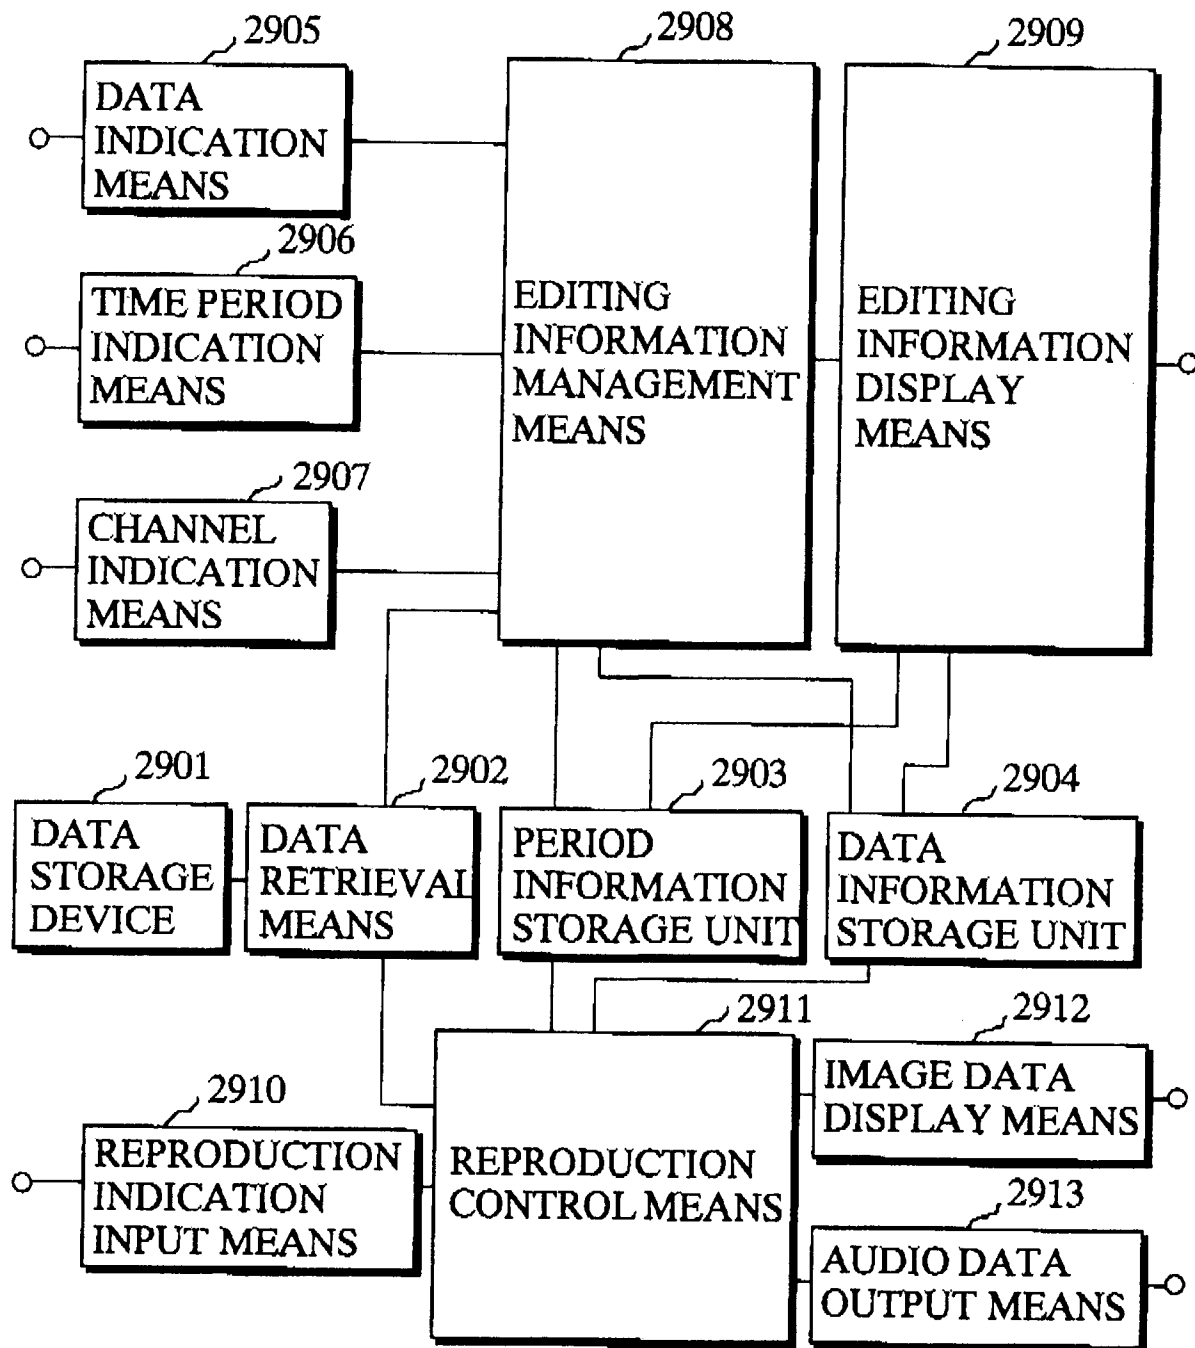 2905
DATA
INDICATION
MEANS
2908
EDITING
INFORMATION
MANAGEMENT
MEANS
2909
EDITING
INFORMATION
DISPLAY
MEANS
2906
TIME PERIOD
INDICATION
MEANS
2907
CHANNEL
INDICATION
MEANS
2901
DATA
STORAGE
DEVICE
2902
DATA
RETRIEVAL
MEANS
2903
PERIOD
INFORMATION
STORAGE UNIT
2904
DATA
INFORMATION
STORAGE UNIT
2910
REPRODUCTION
INDICATION
INPUT MEANS
2911
REPRODUCTION
CONTROL MEANS
2912
IMAGE DATA
DISPLAY MEANS
2913
AUDIO DATA
OUTPUT MEANS